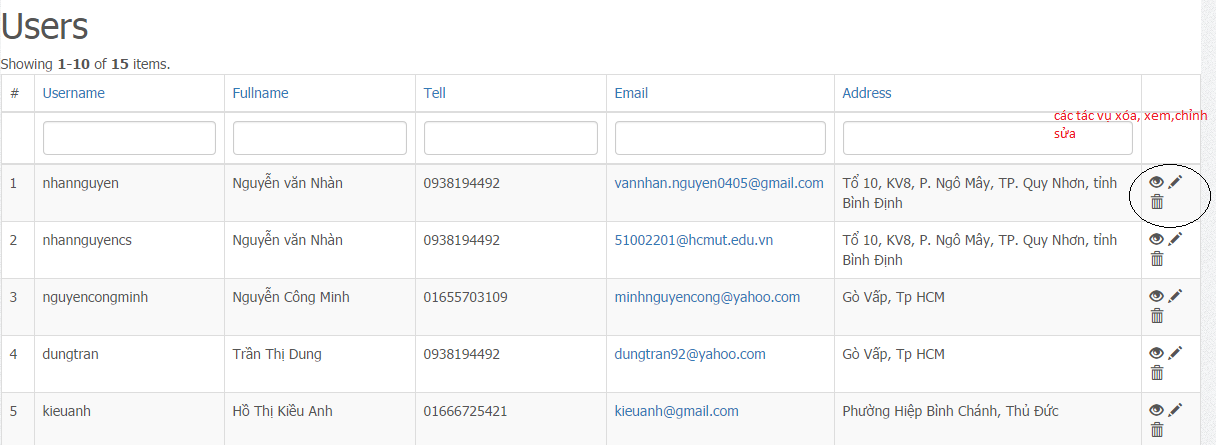 Users
Showing 1-10 of 15 items.
# Username Fullname Tell Email Address
các tác vụ xóa, xem,chỉnh
sửa
1 nhannguyen Nguyễn văn Nhàn 0938194492 vannhan.nguyen0405@gmail.com Tổ 10, KV8, P. Ngô Mây, TP. Quy Nhơn, tỉnh
Bình Định
2 nhannguyencs Nguyễn văn Nhàn 0938194492 51002201@hcmut.edu.vn Tổ 10, KV8, P. Ngô Mây, TP. Quy Nhơn, tỉnh
Bình Định
3 nguyencongminh Nguyễn Công Minh 01655703109 minhnguyencong@yahoo.com Gò Vấp, Tp HCM
4 dungtran Trần Thị Dung 0938194492 dungtran92@yahoo.com Gò Vấp, Tp HCM
5 kieuanh Hồ Thị Kiều Anh 01666725421 kieuanh@gmail.com Phường Hiệp Bình Chánh, Thủ Đức